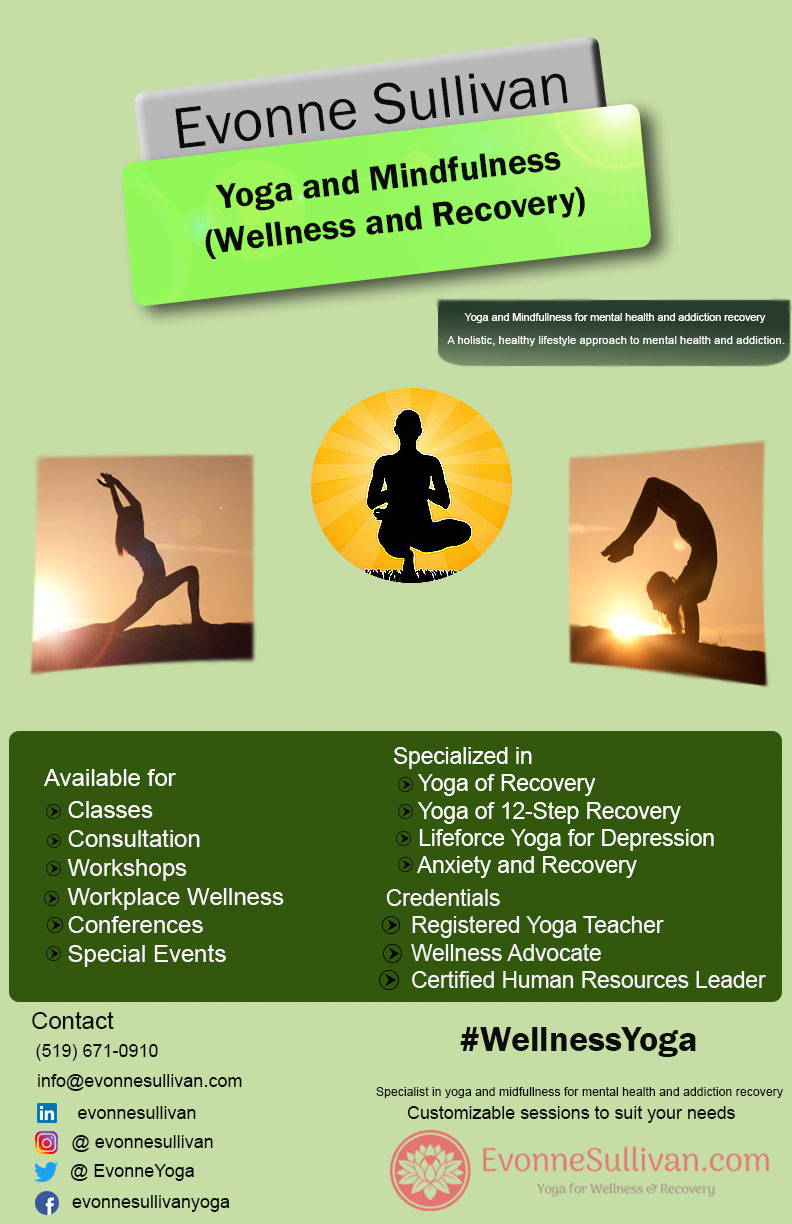 Evonne Sullivan
Yoga and Mindfulness
(Wellness and Recovery)
Yoga and Mindfullness for mental health and addiction recovery
A holistic, healthy lifestyle approach to mental health and addiction.
Available for
Classes
Consultation
Workshops
Workplace Wellness
Conferences
Special Events
Specialized in
Yoga of Recovery
Yoga of 12-Step Recovery
Lifeforce Yoga for Depression
Anxiety and Recovery
Credentials
Registered Yoga Teacher
Wellness Advocate
Certified Human Resources Leader
Contact
(519) 671-0910
info@evonnesullivan.com
in evonnesullivan
@ evonnesullivan
@ EvonneYoga
f evonnesullivanyoga
#WellnessYoga
Specialist in yoga and midfullness for mental health and addiction recovery
Customizable sessions to suit your needs
EvonneSullivan.com
Yoga for Wellness & Recovery